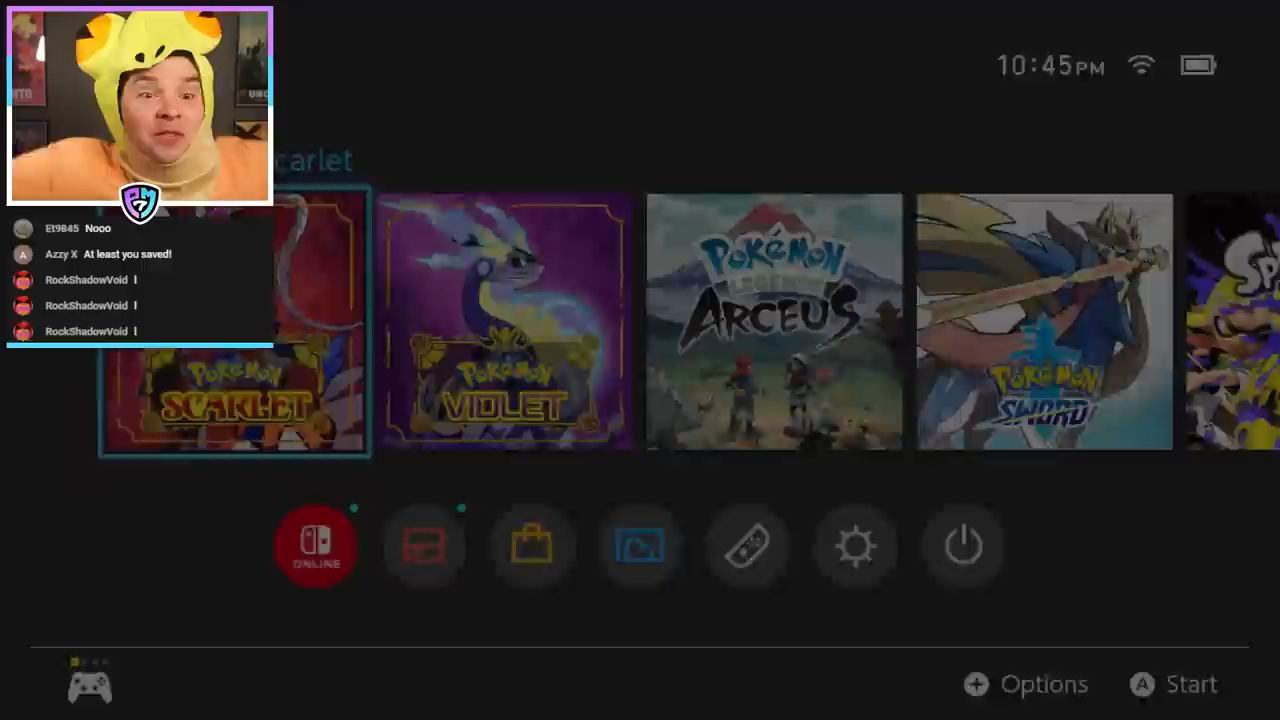 10:45PM
carlet
Et9845 Nooo
Azzy X At least you saved!
RockShadowVoid I
RockShadowVoid I
RockShadowVoid I
POKÉMON
SCARLET
POKÉMON
VIOLET
POKÉMON
LEGENDS
ARCEUS
POKÉMON
SWORD
ONLINE
Options
A Start